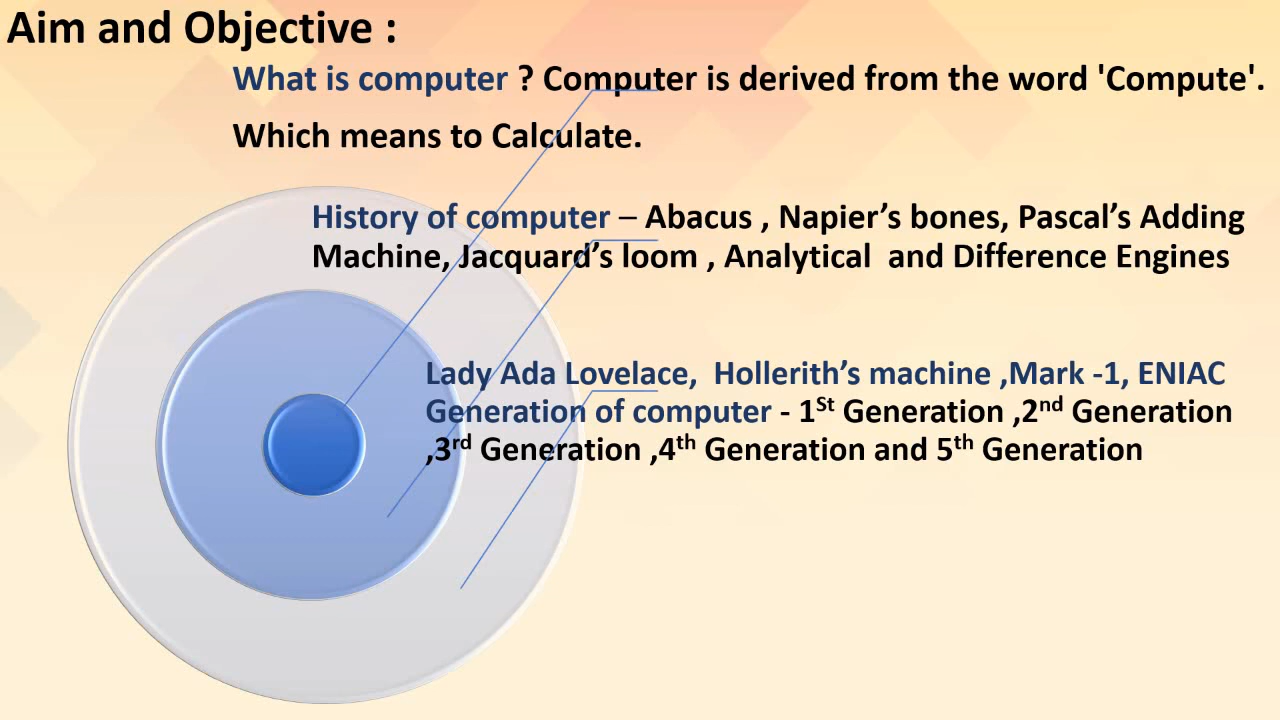 Aim and Objective :
What is computer ? Computer is derived from the word 'Compute'.
Which means to Calculate.
History of computer – Abacus , Napier’s bones, Pascal’s Adding
Machine, Jacquard’s loom , Analytical  and Difference Engines
Lady Ada Lovelace,  Hollerith’s machine ,Mark -1, ENIAC
Generation of computer - 1St Generation ,2nd Generation
,3rd Generation ,4th Generation and 5th Generation